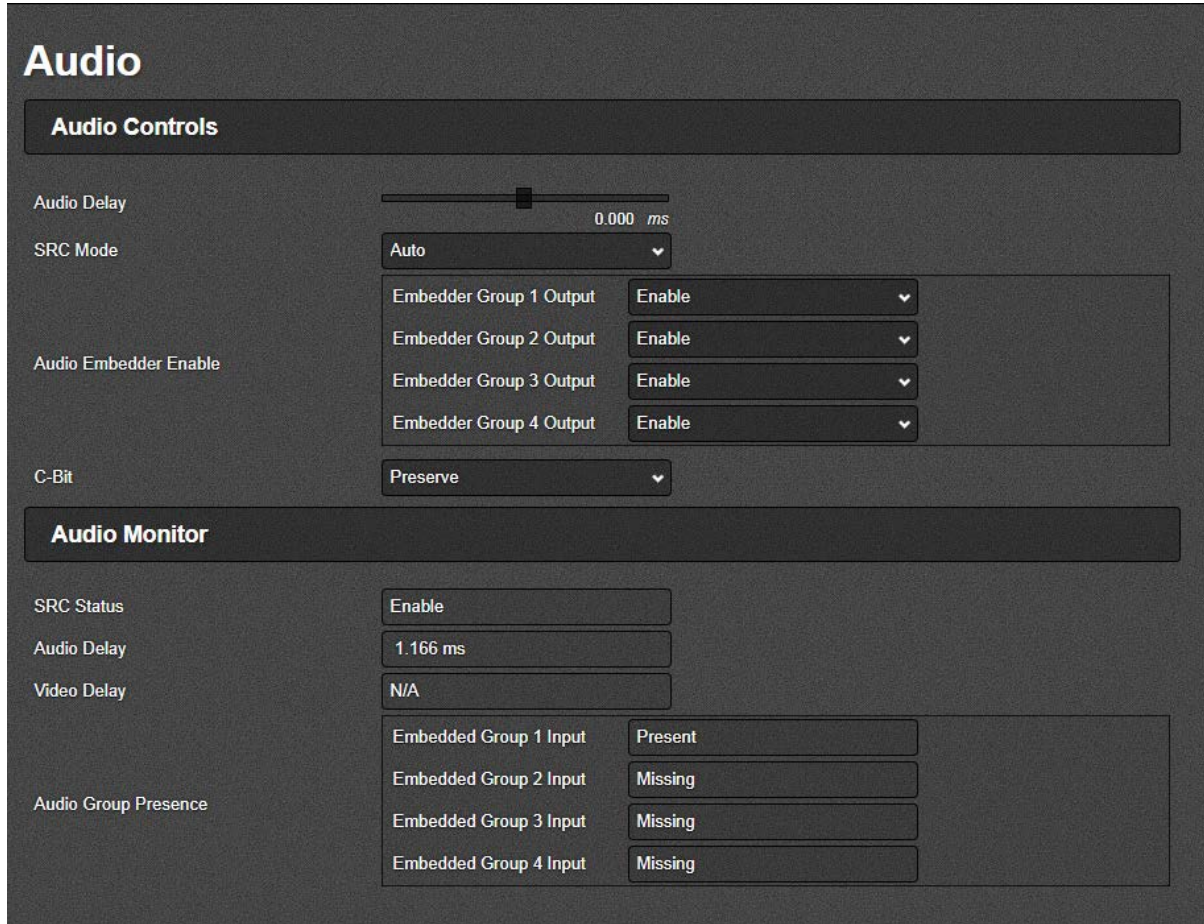 Audio
Audio Controls
Audio Delay
0.000 ms
SRC Mode Auto
Audio Embedder Enable
Embedder Group 1 Output Enable
Embedder Group 2 Output Enable
Embedder Group 3 Output Enable
Embedder Group 4 Output Enable
C-Bit Preserve
Audio Monitor
SRC Status Enable
Audio Delay 1.166 ms
Video Delay N/A
Audio Group Presence
Embedded Group 1 Input Present
Embedded Group 2 Input Missing
Embedded Group 3 Input Missing
Embedded Group 4 Input Missing